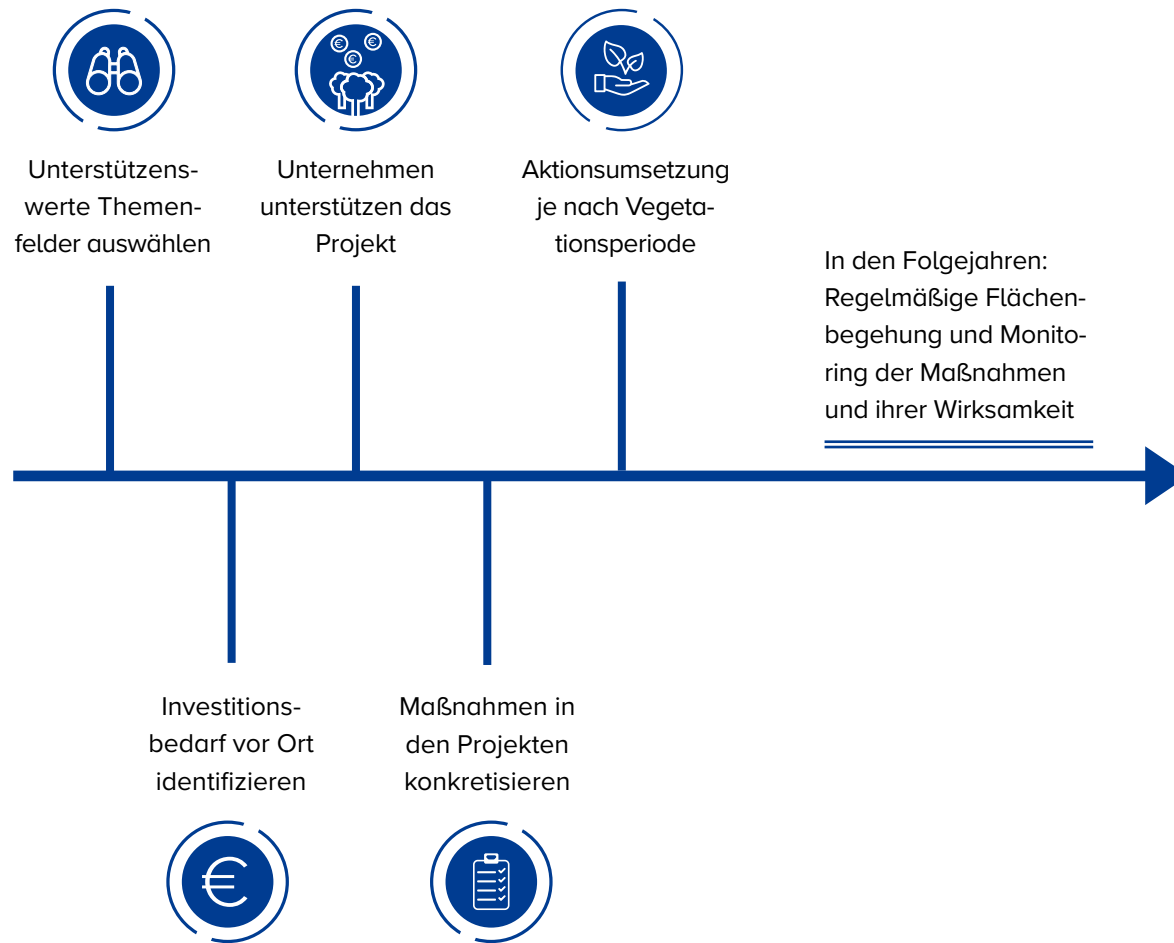 Unterstützens-
werte Themen-
felder auswählen
Investitions-
bedarf vor Ort
identifizieren
€
€ €
€
Unternehmen
unterstützen das
Projekt
Maßnahmen in
den Projekten
konkretisieren
Aktionsumsetzung
je nach Vegeta-
tionsperiode
In den Folgejahren:
Regelmäßige Flächen-
begehung und Monito-
ring der Maßnahmen
und ihrer Wirksamkeit